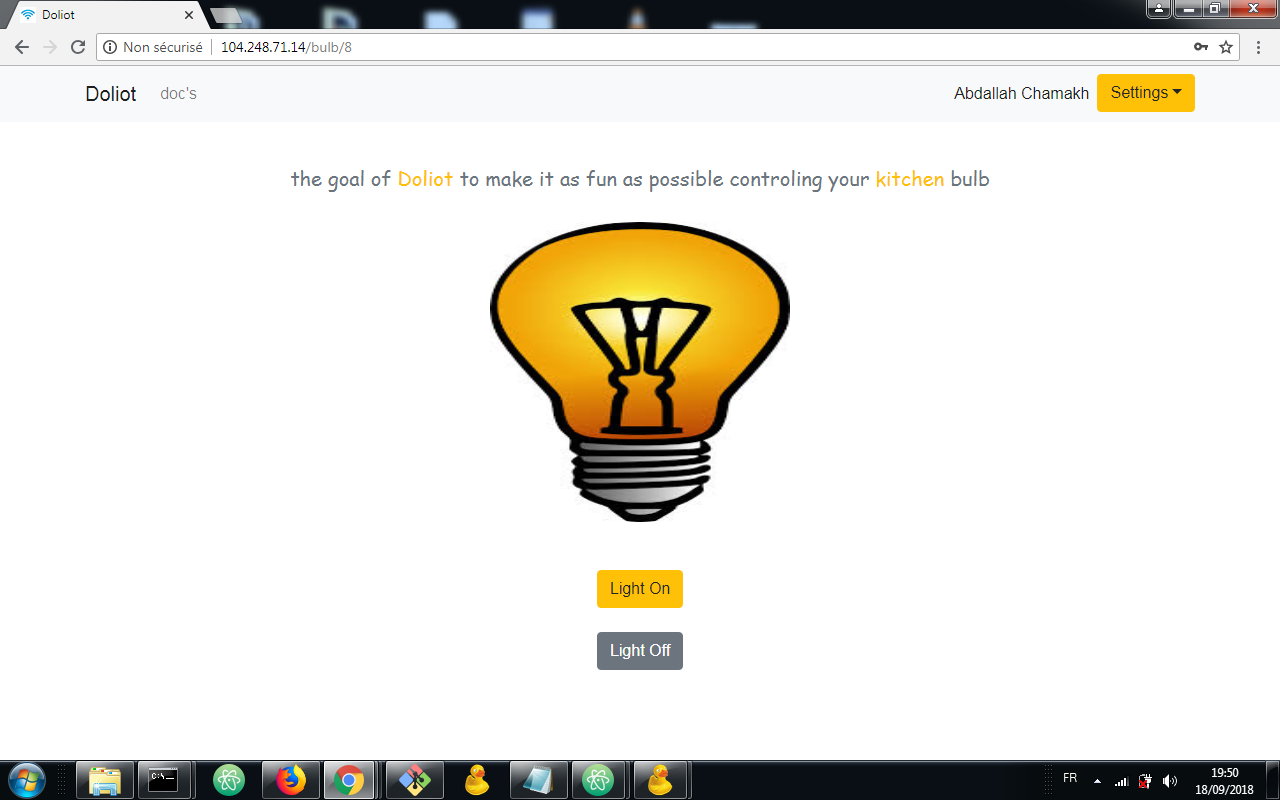 Doliot
Non sécurisé
104.248.71.14/bulb/8
Doliot
doc's
Abdallah Chamakh
Settings
the goal of Doliot to make it as fun as possible controling your kitchen bulb
Light On
Light Off
C:\_
FR
19:50
18/09/2018